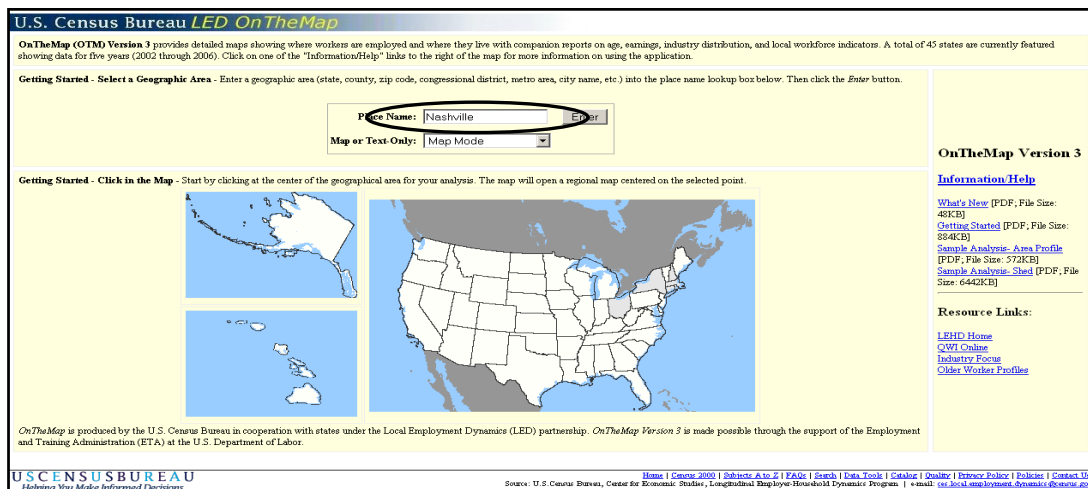 U.S. Census Bureau LED OnTheMap
OnTheMap (OTM) Version 3 provides detailed maps showing where workers are employed and where they live with companion reports on age, earnings, industry distribution, and local workforce indicators. A total of 45 states are currently featured
showing data for five years (2002 through 2006). Click on one of the "Information/Help" links to the right of the map for more information on using the application.
Getting Started - Select a Geographic Area - Enter a geographic area (state, county, zip code, congressional district, metro area, city name, etc.) into the place name lookup box below. Then click the Enter button.
Place Name: Nashville Enter
Map or Text-Only: Map Mode
Getting Started - Click in the Map - Start by clicking at the center of the geographical area for your analysis. The map will open a regional map centered on the selected point.
OnTheMap is produced by the U.S. Census Bureau in cooperation with states under the Local Employment Dynamics (LED) partnership. OnTheMap Version 3 is made possible through the support of the Employment
and Training Administration (ETA) at the U.S. Department of Labor.
OnTheMap Version 3
Information/Help
What's New [PDF; File Size:
48KB]
Getting Started [PDF; File Size:
884KB]
Sample Analysis- Area Profile
[PDF; File Size: 572KB]
Sample Analysis- Shed [PDF; File
Size: 6442KB]
Resource Links:
LEHD Home
QWI Online
Industry Focus
Older Worker Profiles
USCENSUSBUREAU
Helping You Make Informed Decisions
Home | Census 2000 | Subjects A to Z | FAQs | Search | Data Tools | Catalog | Quality | Privacy Policy | Policies | Contact Us
Source: U.S.Census Bureau, Center for Economic Studies, Longitudinal Employer-Household Dynamics Program | e-mail: ces.local.employment.dynamics@census.gov